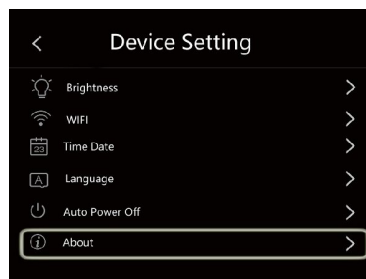 Device Setting
Brightness
WIFI
23
Time Date
A
Language
Auto Power Off
i
About